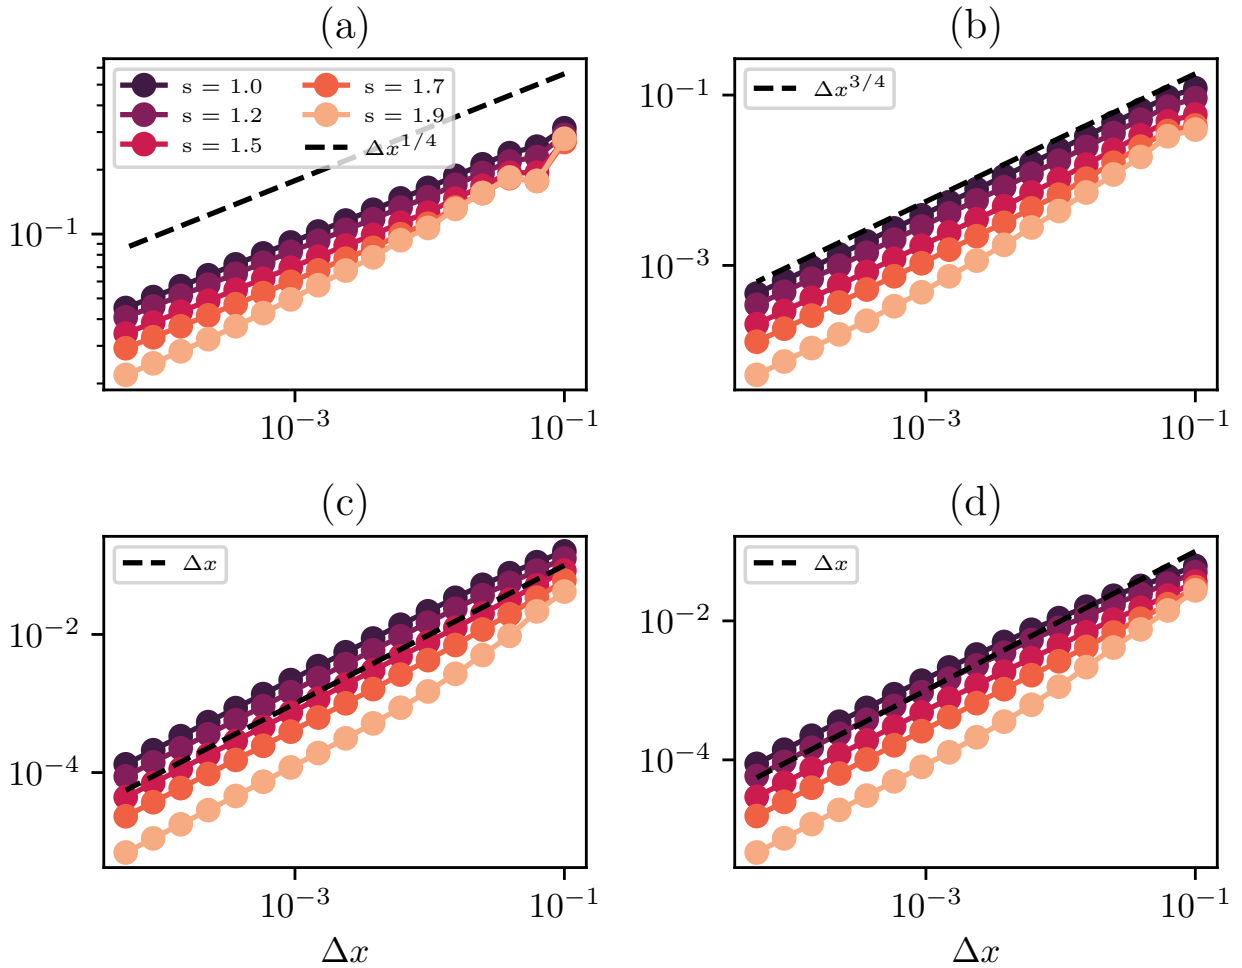 (a)
s = 1.0
s = 1.2
s = 1.5
s = 1.7
s = 1.9
Δx^{1/4}
10^{-1}
10^{-3}
10^{-1}
(b)
Δx^{3/4}
10^{-1}
10^{-3}
10^{-3}
10^{-1}
(c)
Δx
10^{-2}
10^{-4}
10^{-3}
10^{-1}
Δx
(d)
Δx
10^{-2}
10^{-4}
10^{-3}
10^{-1}
Δx